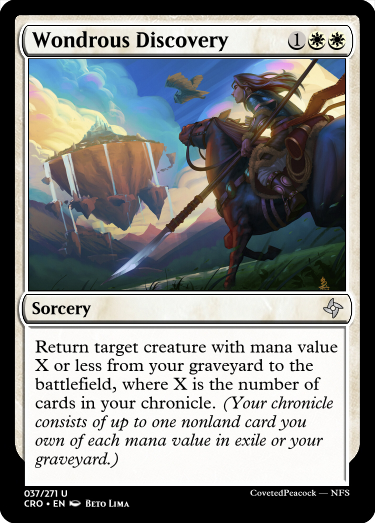 Wondrous Discovery 1
Sorcery
Return target creature with mana value
X or less from your graveyard to the
battlefield, where X is the number of
cards in your chronicle. (Your chronicle
consists of up to one nonland card you
own of each mana value in exile or your
graveyard.)
037/271 U
CRO • EN Beto Lima
CovetedPeacock — NFS